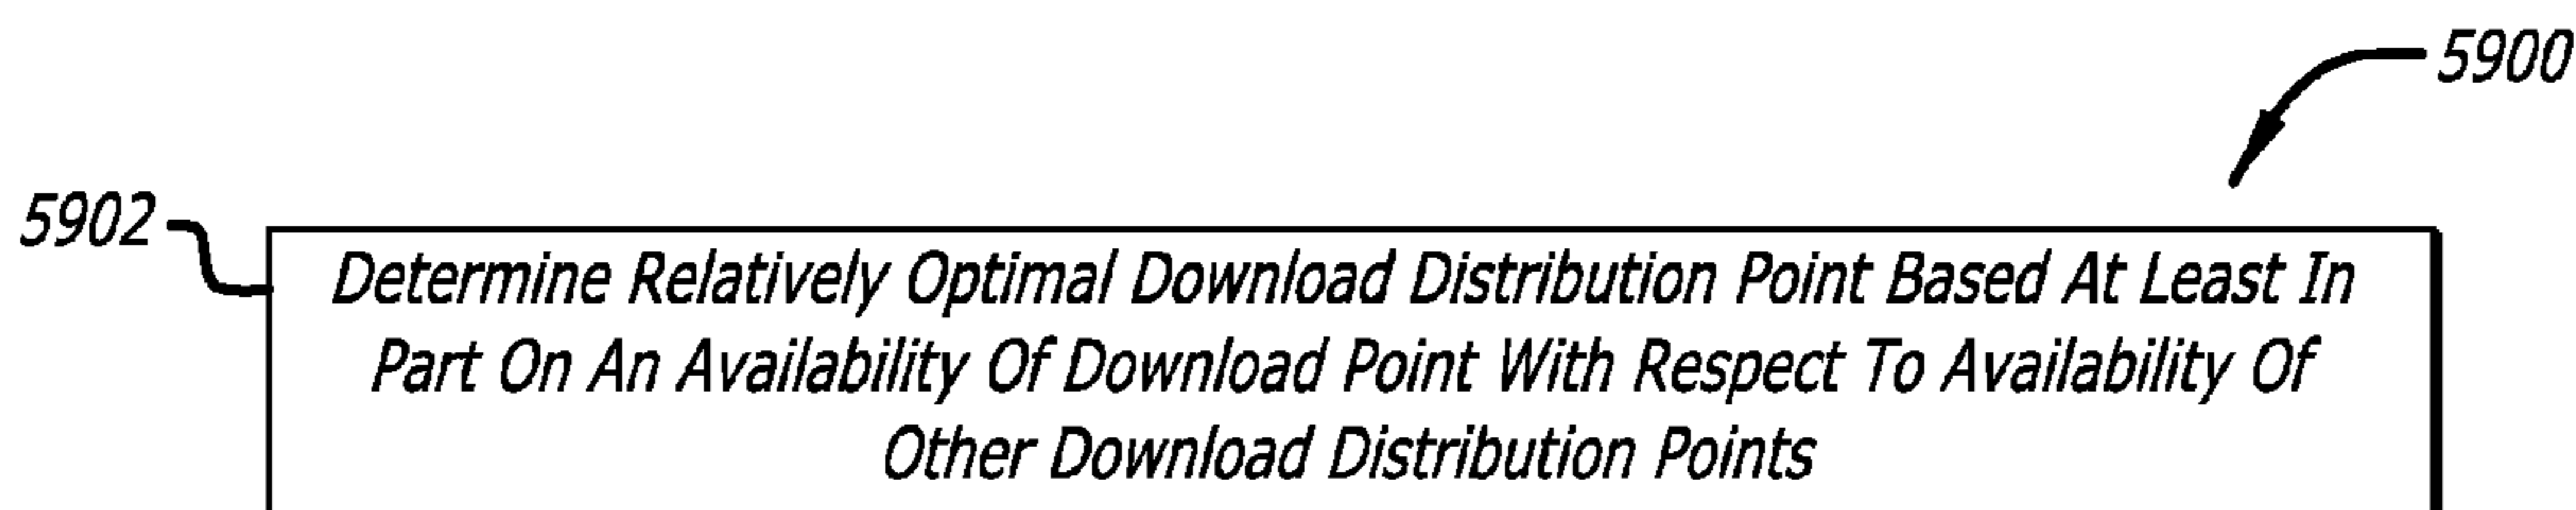 5900
5902
Determine Relatively Optimal Download Distribution Point Based At Least In
Part On An Availability Of Download Point With Respect To Availability Of
Other Download Distribution Points